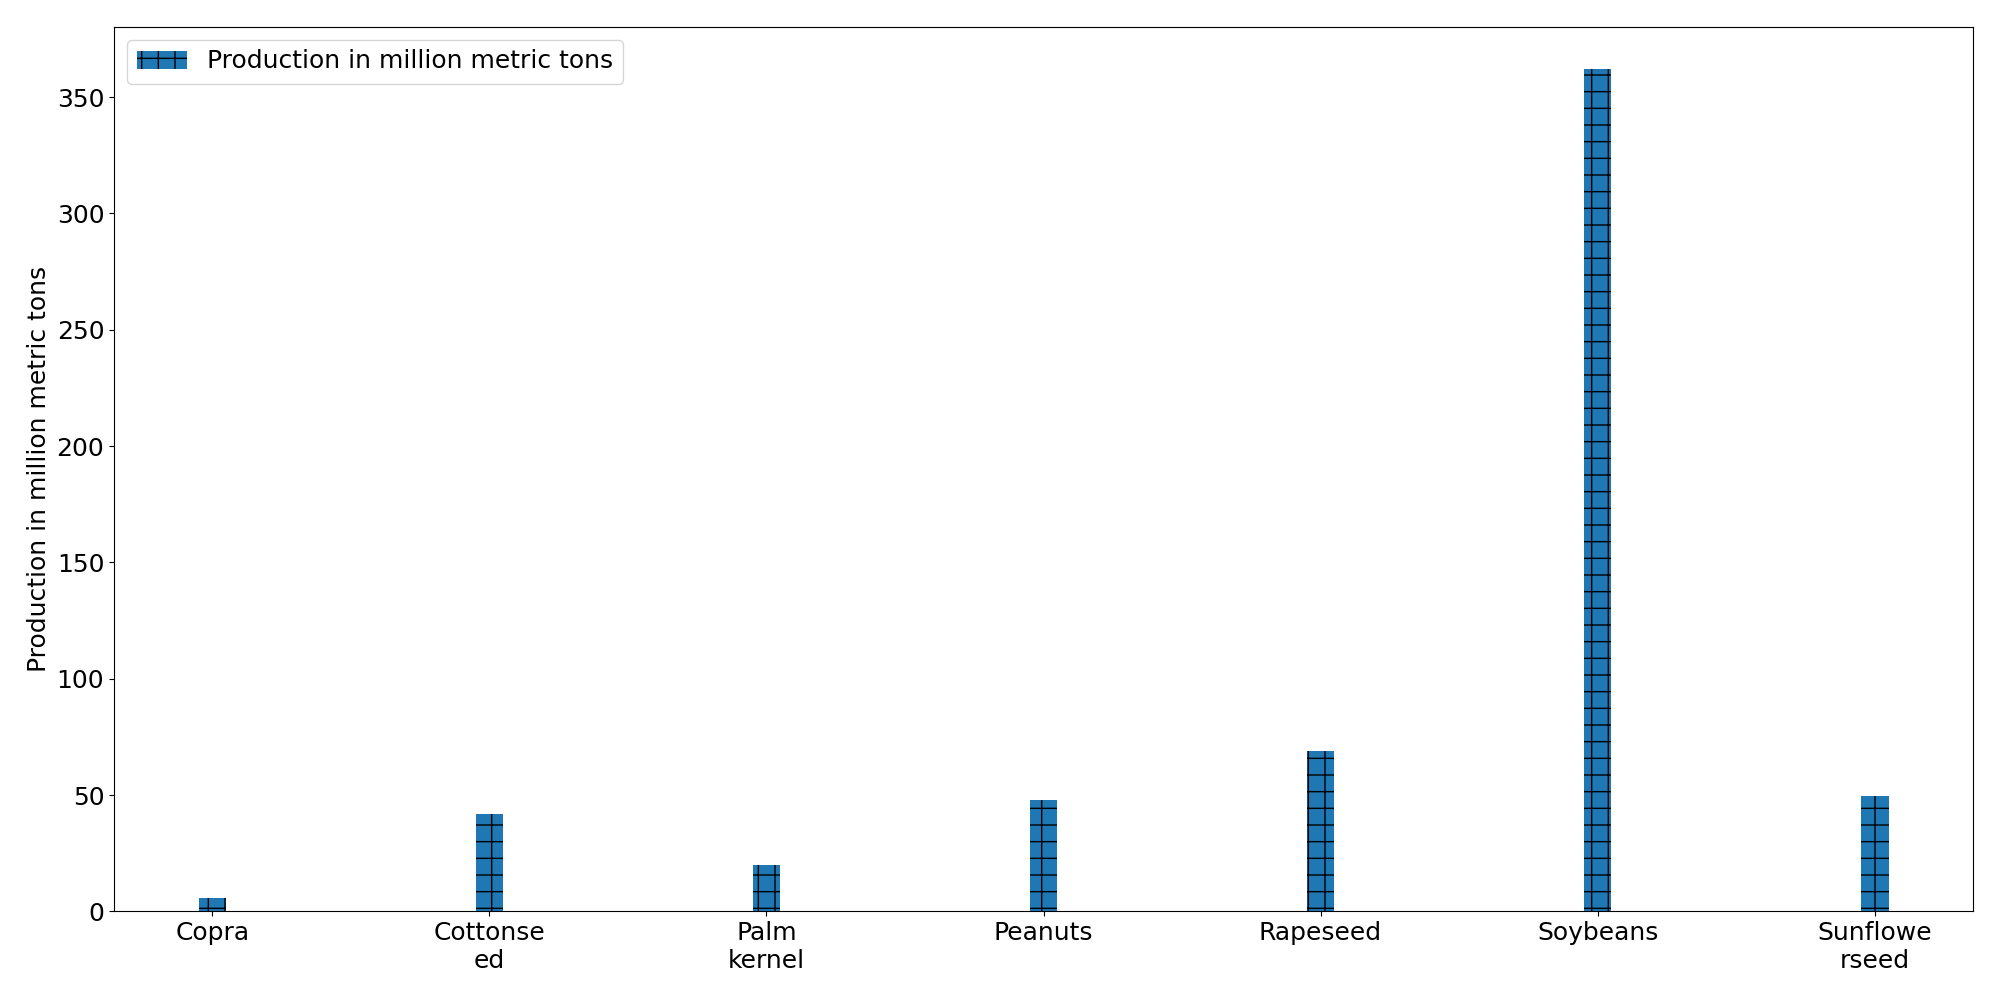 Production in million metric tons
Production in million metric tons
350
300
250
200
150
100
50
0
Copra
Cottonse
ed
Palm
kernel
Peanuts
Rapeseed
Soybeans
Sunflowe
rseed